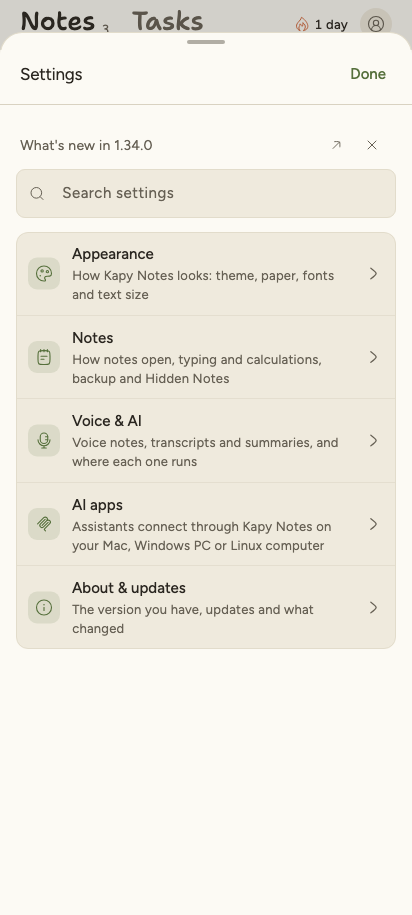 Notes 3 Tasks 1 day
Settings Done
What's new in 1.34.0
Search settings
Appearance
How Kapy Notes looks: theme, paper, fonts
and text size
Notes
How notes open, typing and calculations,
backup and Hidden Notes
Voice & AI
Voice notes, transcripts and summaries, and
where each one runs
AI apps
Assistants connect through Kapy Notes on
your Mac, Windows PC or Linux computer
About & updates
The version you have, updates and what
changed